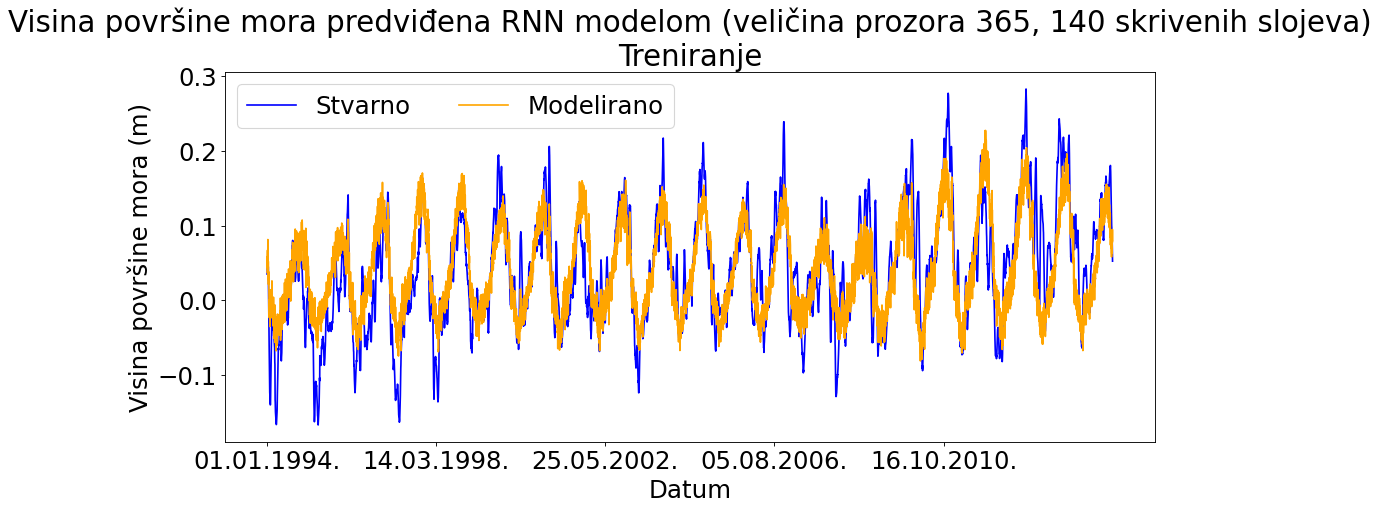 Visina površine mora predviđena RNN modelom (veličina prozora 365, 140 skrivenih slojeva)
Treniranje
Stvarno Modelirano
Visina površine mora (m)
0.3
0.2
0.1
0.0
−0.1
01.01.1994. 14.03.1998. 25.05.2002. 05.08.2006. 16.10.2010.
Datum